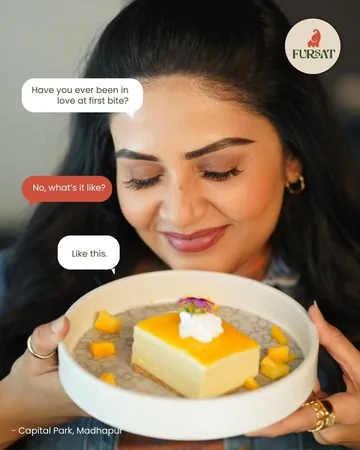 FURSAT
Have you ever been in
love at first bite?
No, what's it like?
Like this.
- Capital Park, Madhapur